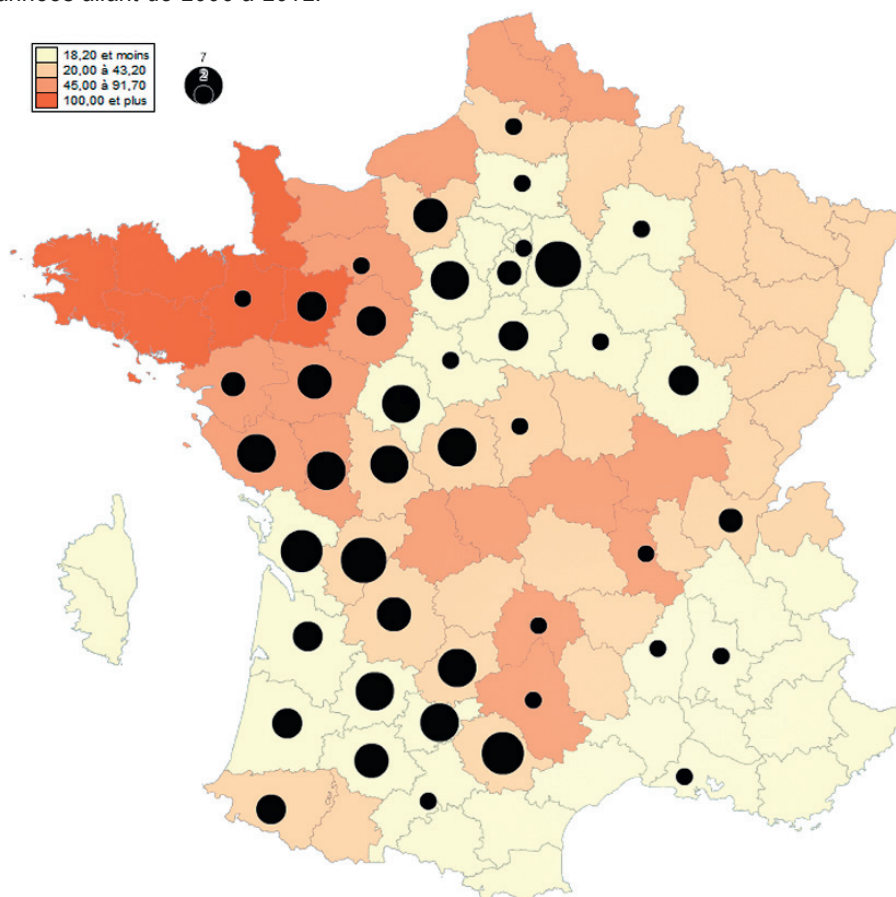 18,20 et moins
20,00 à 43,20
45,00 à 91,70
100,00 et plus
7
2